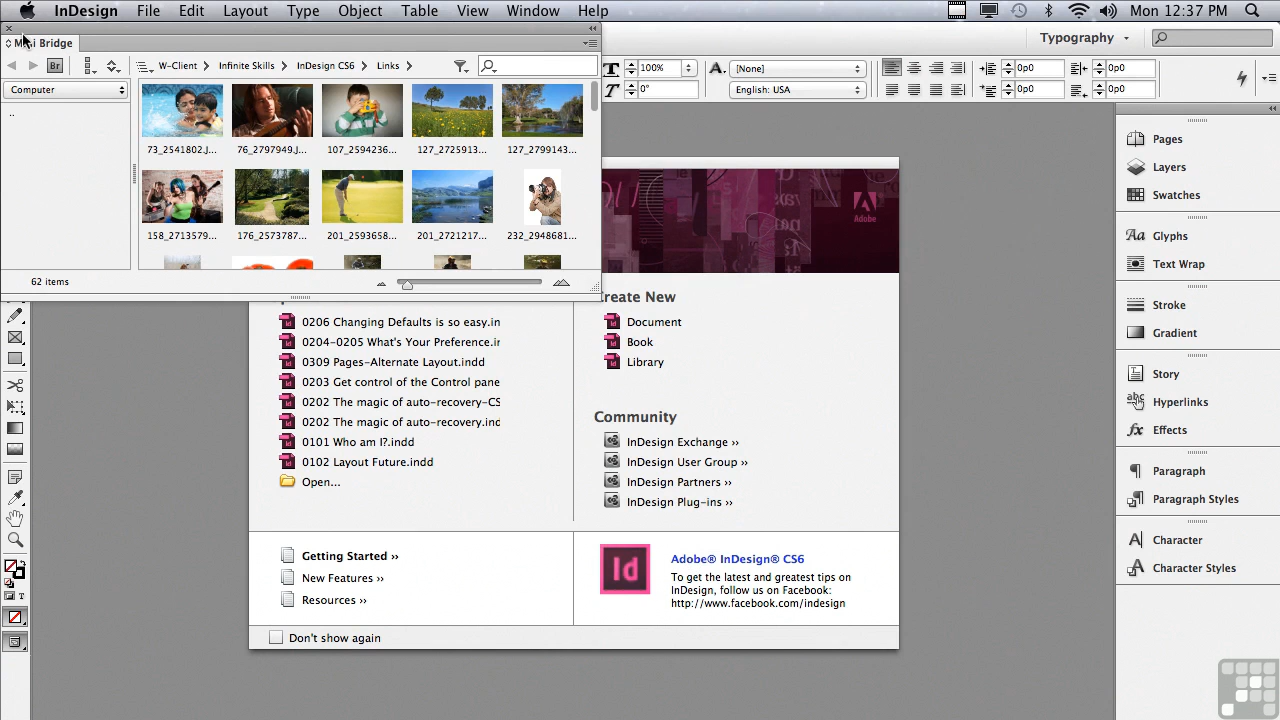 InDesign File Edit Layout Type Object Table View Window Help Mon 12:37 PM
Mini Bridge
Typography
Br W-Client Infinite Skills InDesign CS6 Links
100% [None] 0p0 0p0
0° English: USA 0p0 0p0
Computer
..
73_2541802.J... 76_2797949.J... 107_2594236... 127_2725913... 127_2799143...
158_2713579... 176_2573787... 201_2593658... 201_2721217... 232_2948681...
62 items
Adobe
Create New
Document
Book
Library
0206 Changing Defaults is so easy.in
0204-0205 What's Your Preference.ir
0309 Pages-Alternate Layout.indd
0203 Get control of the Control pane
0202 The magic of auto-recovery-CS
0202 The magic of auto-recovery.ind
0101 Who am I?.indd
0102 Layout Future.indd
Open...
Community
InDesign Exchange ››
InDesign User Group ››
InDesign Partners ››
InDesign Plug-ins ››
Getting Started ››
New Features ››
Resources ››
Id
Adobe® InDesign® CS6
To get the latest and greatest tips on
InDesign, follow us on Facebook:
http://www.facebook.com/indesign
Don't show again
Pages
Layers
Swatches
Glyphs
Text Wrap
Stroke
Gradient
Story
Hyperlinks
Effects
Paragraph
Paragraph Styles
Character
Character Styles